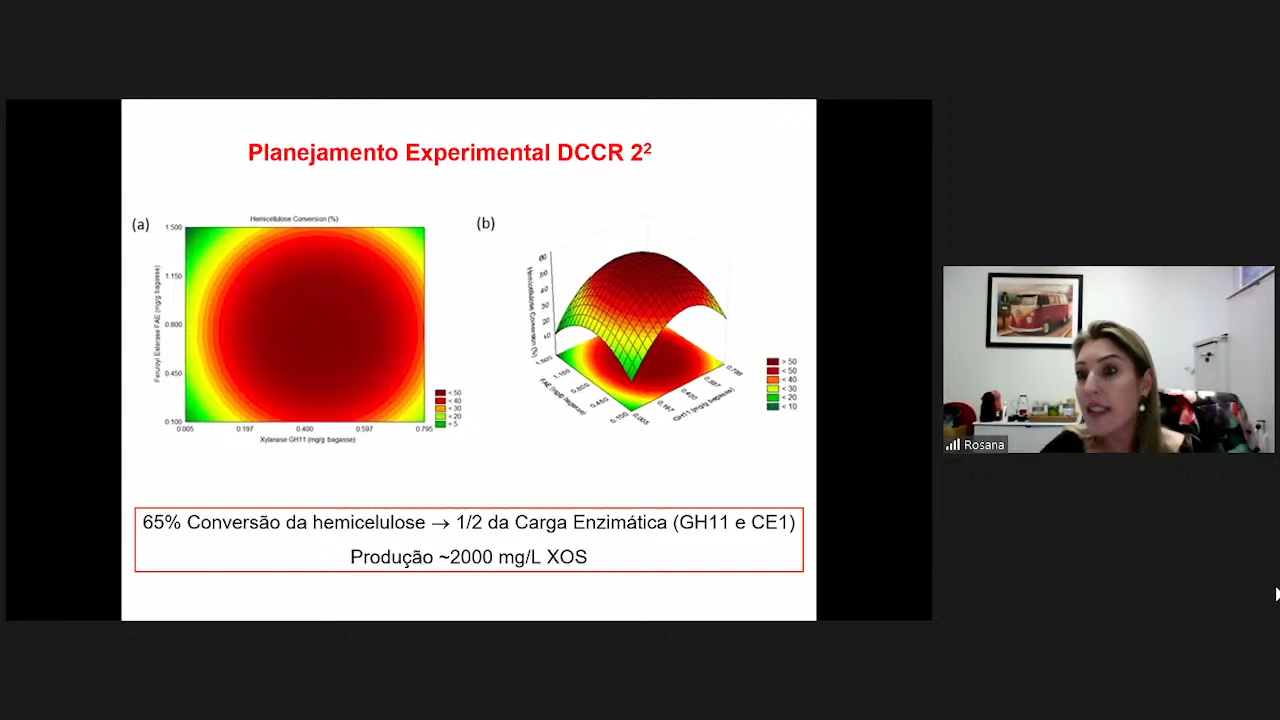 Planejamento Experimental DCCR 2²
(a)
Hemicellulose Conversion (%)
1.500
1.150
0.800
0.450
0.100
Feruloyl Esterase FAE (mg/g bagasse)
0.005 0.197 0.400 0.597 0.795
Xylanase GH11 (mg/g bagasse)
< 50
< 40
< 30
< 20
< 5
(b)
Hemicellulose Conversion (%)
60
50
40
30
20
10
1.500
1.150
0.800
0.450
0.100
FAE (mg/g bagasse)
0.005
0.197
0.400
0.597
0.795
GH11 (mg/g bagasse)
> 50
< 50
< 40
< 30
< 20
< 10
65% Conversão da hemicelulose → 1/2 da Carga Enzimática (GH11 e CE1)
Produção ~2000 mg/L XOS
Rosana